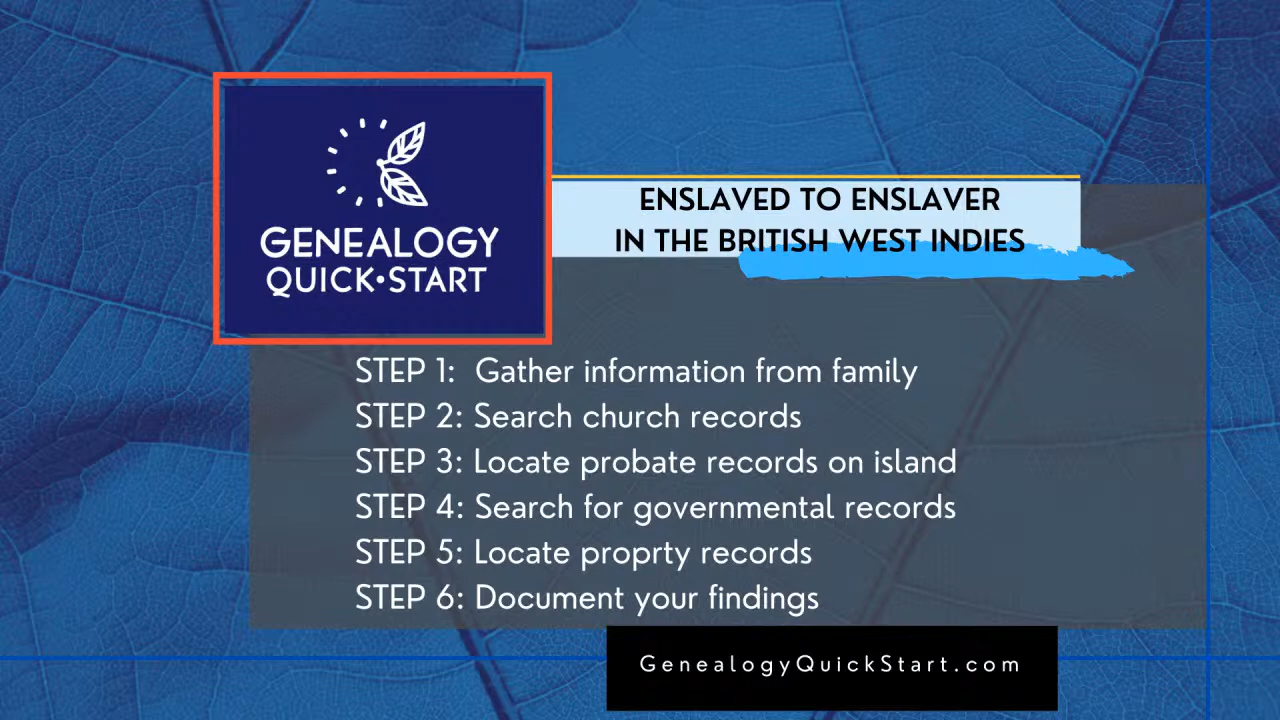 GENEALOGY
QUICK•START
ENSLAVED TO ENSLAVER
IN THE BRITISH WEST INDIES
STEP 1: Gather information from family
STEP 2: Search church records
STEP 3: Locate probate records on island
STEP 4: Search for governmental records
STEP 5: Locate proprty records
STEP 6: Document your findings
GenealogyQuickStart.com